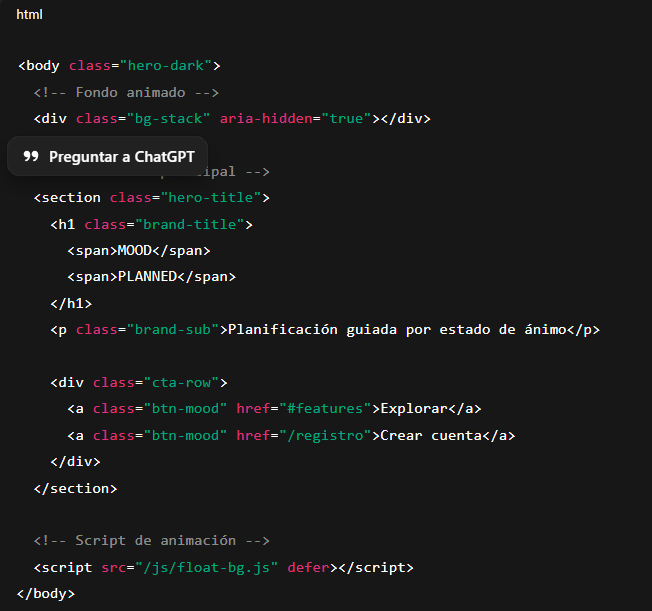 html
<body class="hero-dark">
<!-- Fondo animado -->
<div class="bg-stack" aria-hidden="true"></div>
Preguntar a ChatGPT
-->
<section class="hero-title">
<h1 class="brand-title">
<span>MOOD</span>
<span>PLANNED</span>
</h1>
<p class="brand-sub">Planificación guiada por estado de ánimo</p>
<div class="cta-row">
<a class="btn-mood" href="#features">Explorar</a>
<a class="btn-mood" href="/registro">Crear cuenta</a>
</div>
</section>
<!-- Script de animación -->
<script src="/js/float-bg.js" defer></script>
</body>